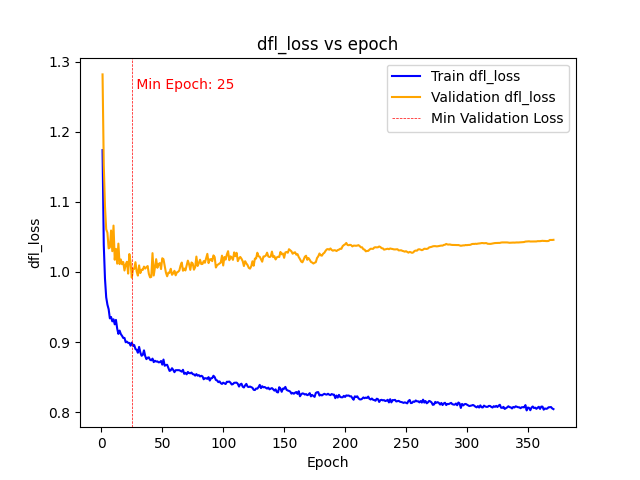 dfl_loss vs epoch
Train dfl_loss
Validation dfl_loss
Min Validation Loss
Min Epoch: 25
dfl_loss
1.3
1.2
1.1
1.0
0.9
0.8
0
50
100
150
200
250
300
350
Epoch